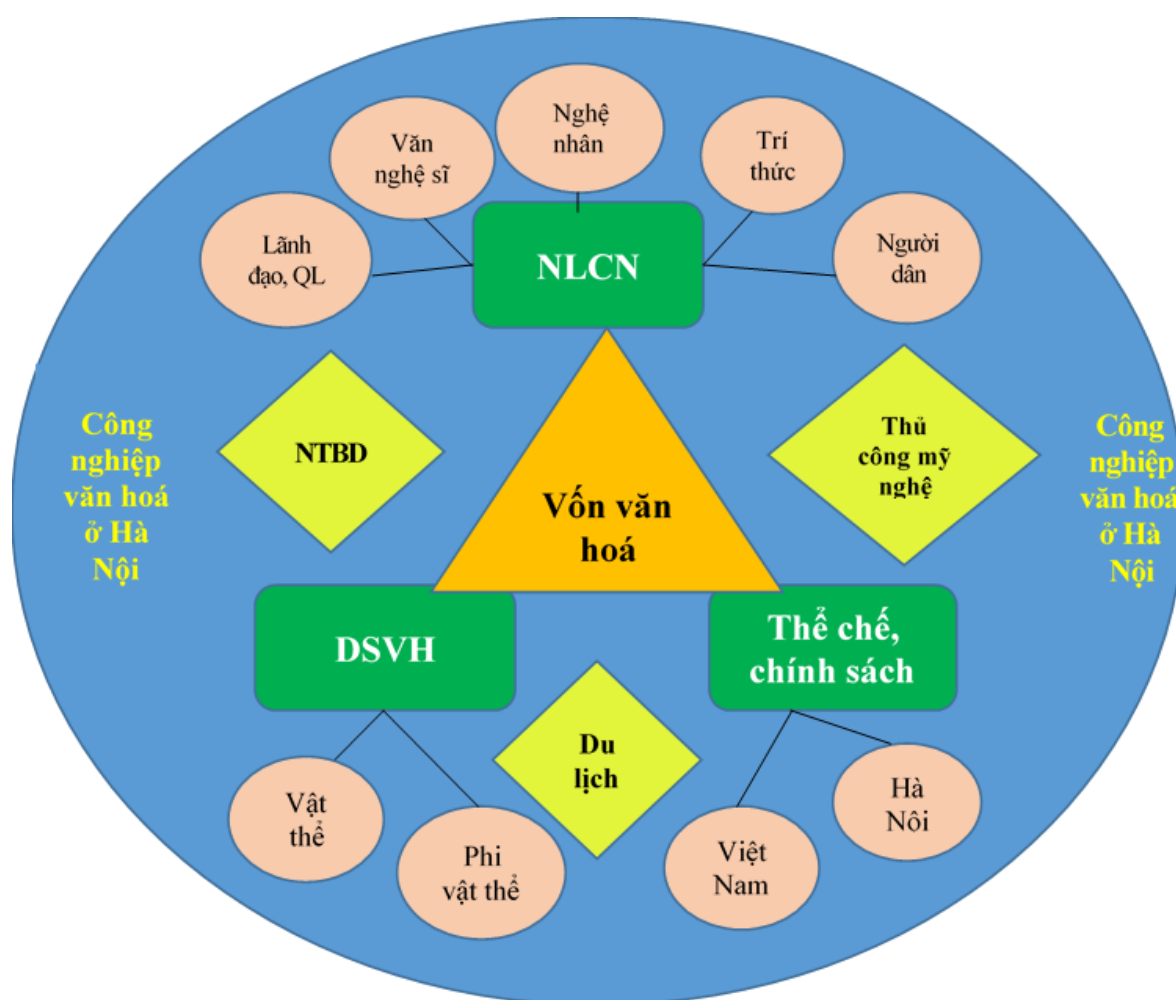 Nghệ
nhân
Văn
nghệ sĩ
Trí
thức
Lãnh
đạo, QL
NLCN
Người
dân
Công
nghiệp
văn hoá
ở Hà
Nội
NTBD
Thủ
công mỹ
nghệ
Công
nghiệp
văn hoá
ở Hà
Nội
Vốn văn
hoá
DSVH
Thể chế,
chính sách
Du
lịch
Vật
thể
Phi
vật thể
Việt
Nam
Hà
Nôi